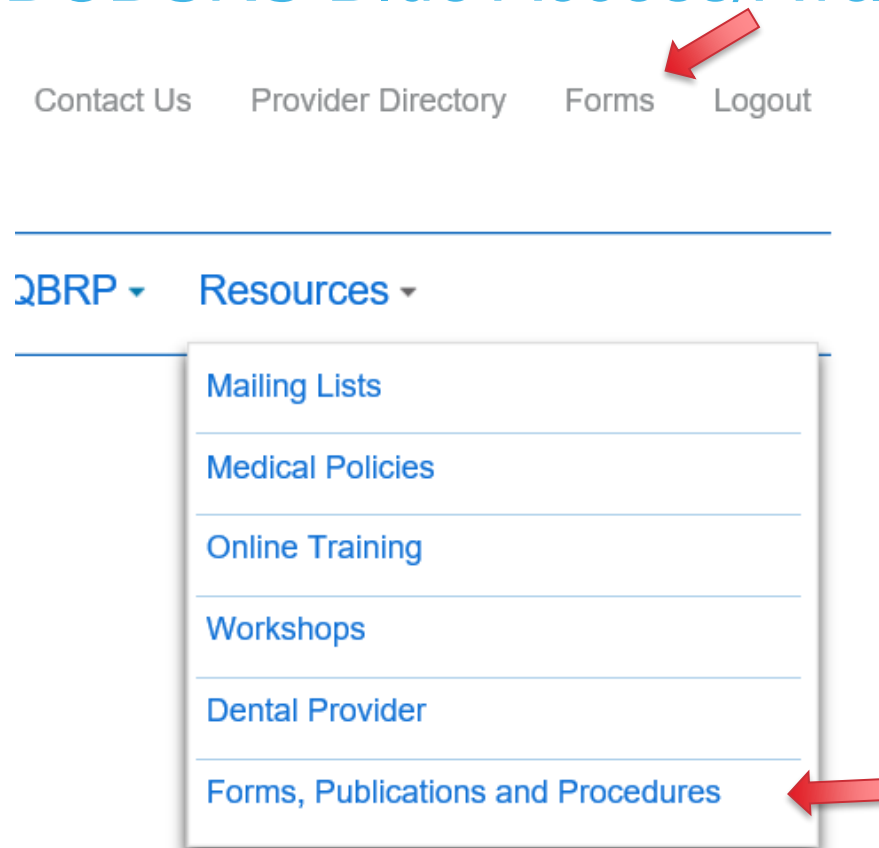 Contact Us Provider Directory Forms Logout
QBRP Resources
Mailing Lists
Medical Policies
Online Training
Workshops
Dental Provider
Forms, Publications and Procedures